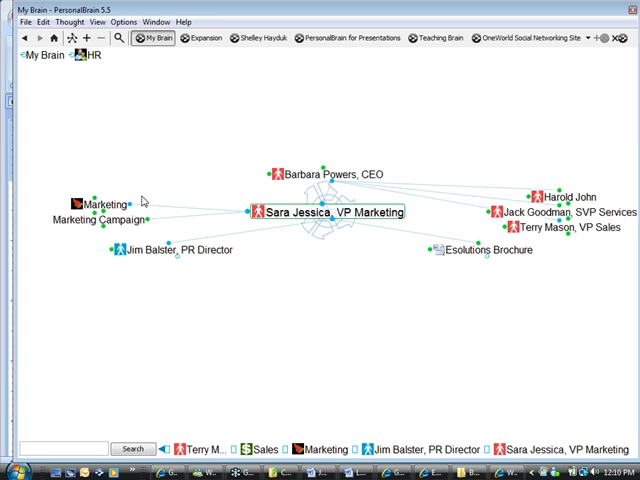 My Brain - PersonalBrain 5.5
File Edit Thought View Options Window Help
My Brain Expansion Shelley Hayduk PersonalBrain for Presentations Teaching Brain OneWorld Social Networking Site
My Brain HR
Barbara Powers, CEO
Harold John
Marketing
Sara Jessica, VP Marketing
Jack Goodman, SVP Services
Marketing Campaign
Terry Mason, VP Sales
Jim Balster, PR Director
Esolutions Brochure
Search
Terry M... Sales Marketing Jim Balster, PR Director Sara Jessica, VP Marketing
G... W... G... C... J... J... G... E... B... W... 12:10 PM